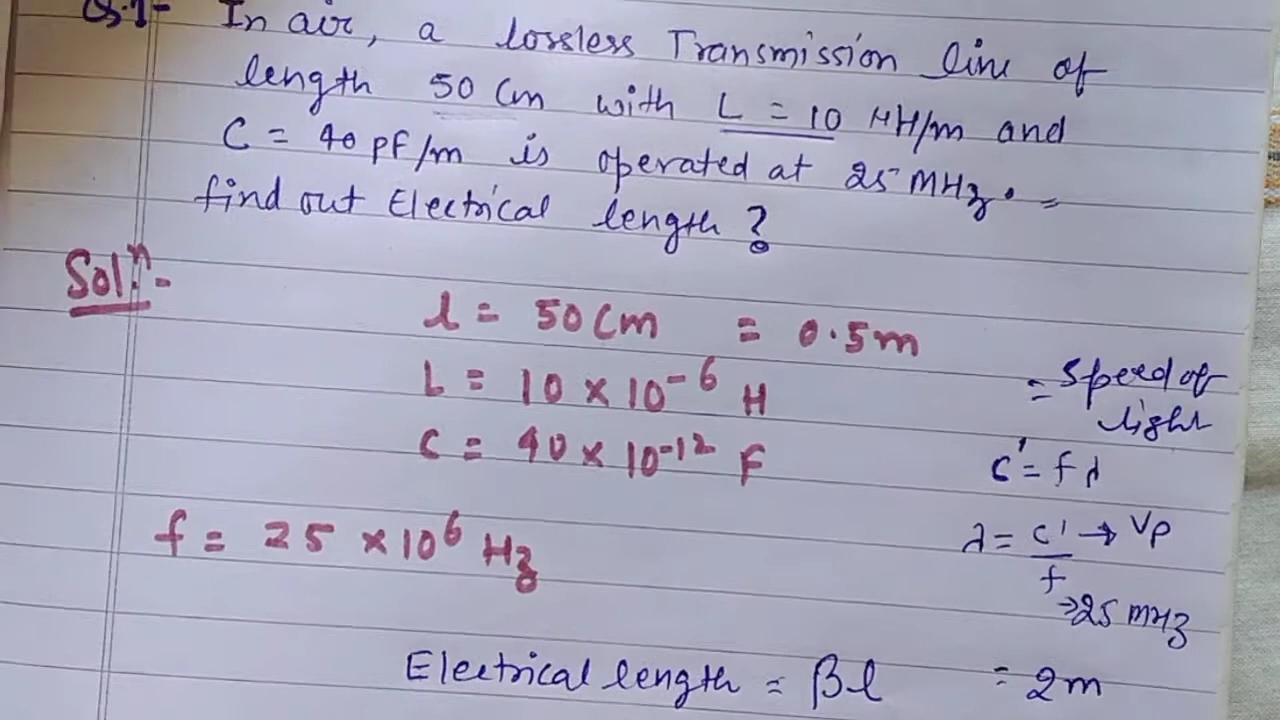 Q.1- In air, a lossless Transmission line of
length 50 Cm with L = 10 μH/m and
C = 40 pF/m is operated at 25 MHz. =
find out Electrical length ?
Solⁿ:-
l = 50 Cm = 0.5m
L = 10 × 10⁻⁶ H
C = 40 × 10⁻¹² F
= Speed of
light
C' = f λ
f = 25 × 10⁶ Hz
λ = C' → Vp
f
→ 25 MHz
Electrical length = βl = 2m